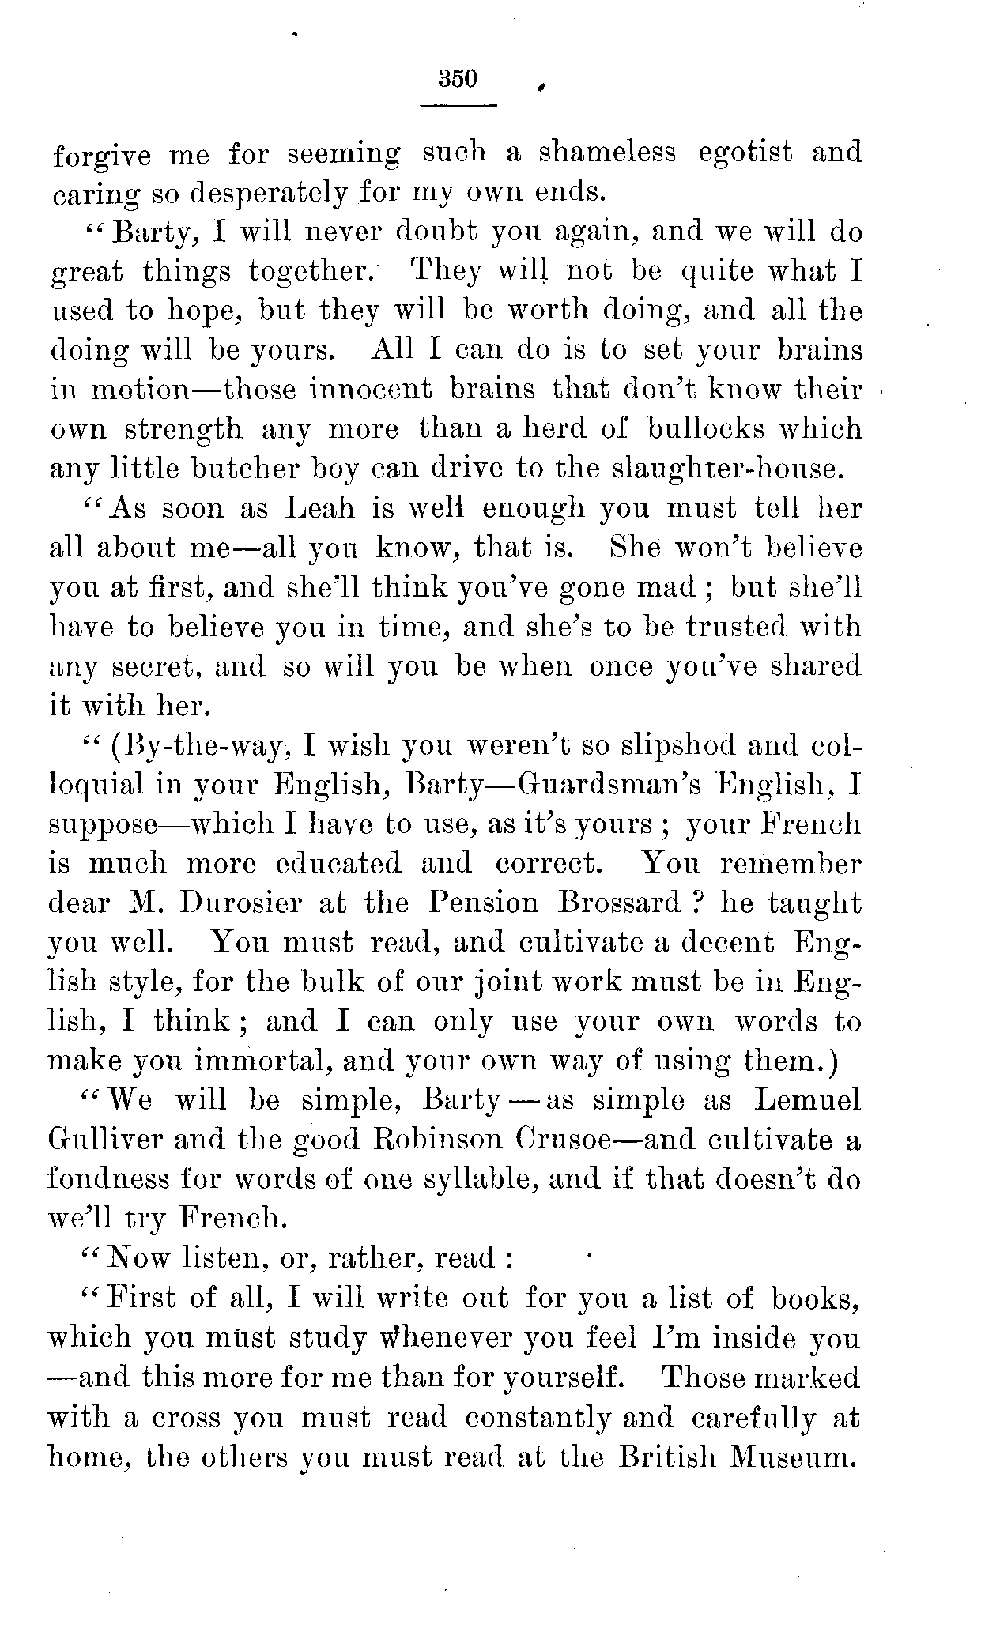 350
forgive me for seeming such a shameless egotist and
caring so desperately for my own ends.
“Barty, I will never doubt you again, and we will do
great things together. They will not be quite what I
used to hope, but they will be worth doing, and all the
doing will be yours. All I can do is to set your brains
in motion—those innocent brains that don’t know their
own strength any more than a herd of bullocks which
any little butcher boy can drive to the slaughter-house.
“As soon as Leah is well enough you must tell her
all about me—all you know, that is. She won’t believe
you at first, and she’ll think you’ve gone mad ; but she’ll
have to believe you in time, and she’s to be trusted with
any secret, and so will you be when once you’ve shared
it with her.
“ (By-the-way, I wish you weren’t so slipshod and col-
loquial in your English, Barty—Guardsman’s English, I
suppose—which I have to use, as it’s yours ; your French
is much more educated and correct. You remember
dear M. Durosier at the Pension Brossard ? he taught
you well. You must read, and cultivate a decent Eng-
lish style, for the bulk of our joint work must be in Eng-
lish, I think ; and I can only use your own words to
make you immortal, and your own way of using them.)
“We will be simple, Barty — as simple as Lemuel
Gulliver and the good Robinson Crusoe—and cultivate a
fondness for words of one syllable, and if that doesn’t do
we’ll try French.
“Now listen, or, rather, read :
“First of all, I will write out for you a list of books,
which you must study whenever you feel I’m inside you
—and this more for me than for yourself. Those marked
with a cross you must read constantly and carefully at
home, the others you must read at the British Museum.